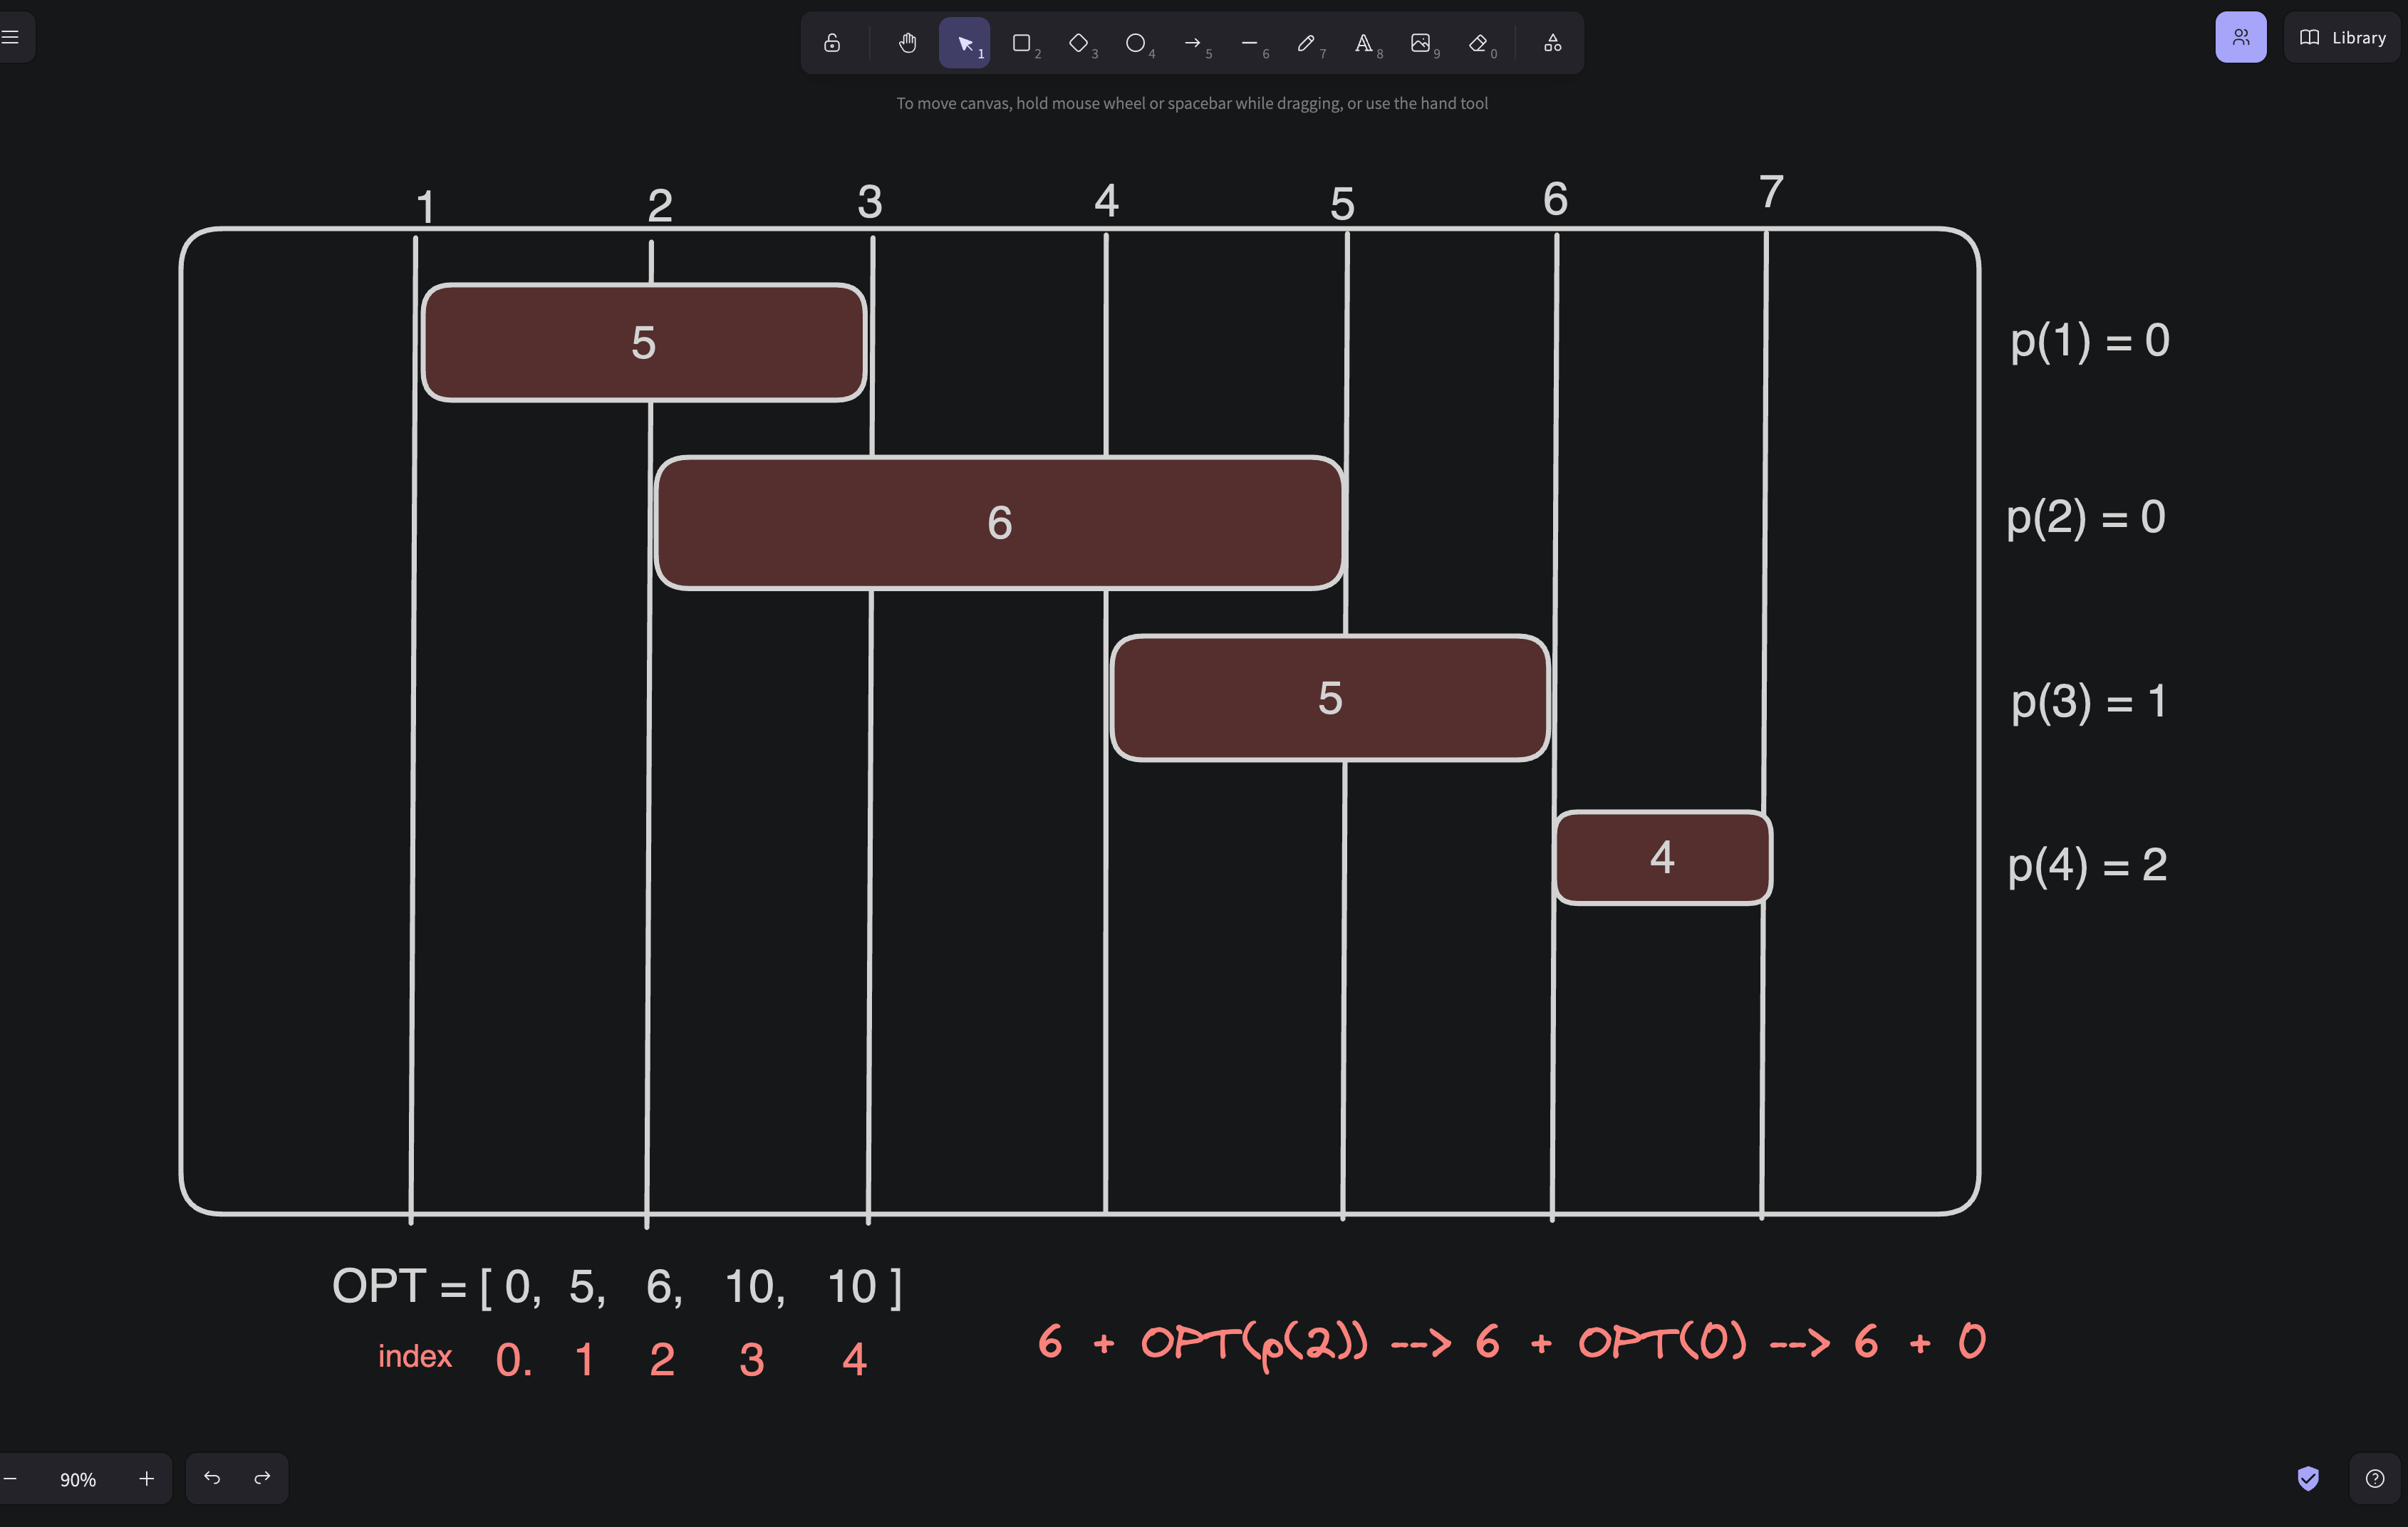 1 2 3 4 5 6 7 8 9 0
Library
To move canvas, hold mouse wheel or spacebar while dragging, or use the hand tool
1 2 3 4 5 6 7
5
p(1) = 0
6
p(2) = 0
5
p(3) = 1
4
p(4) = 2
OPT = [ 0, 5, 6, 10, 10 ]
index 0. 1 2 3 4
6 + OPT(p(2)) --> 6 + OPT(0) --> 6 + 0
90%